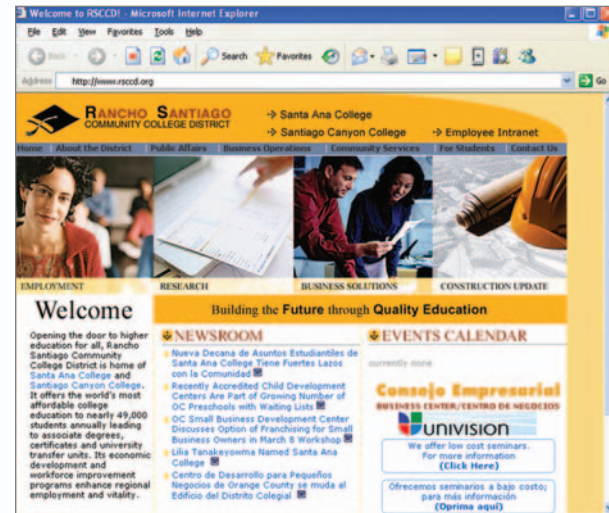 Welcome to RSCCD! - Microsoft Internet Explorer
File Edit View Favorites Tools Help
Back Search Favorites
Address http://www.rsccd.org Go
RANCHO SANTIAGO
COMMUNITY COLLEGE DISTRICT
Santa Ana College
Santiago Canyon College
Employee Intranet
Home About the District Public Affairs Business Operations Community Services For Students Contact Us
EMPLOYMENT RESEARCH BUSINESS SOLUTIONS CONSTRUCTION UPDATE
Welcome
Building the Future through Quality Education
Opening the door to higher
education for all, Rancho
Santiago Community
College District is home of
Santa Ana College and
Santiago Canyon College.
It offers the world's most
affordable college
education to nearly 49,000
students annually leading
to associate degrees,
certificates and university
transfer units. Its economic
development and
workforce improvement
programs enhance regional
employment and vitality.
NEWSROOM
Nueva Decana de Asuntos Estudiantiles de
Santa Ana College Tiene Fuertes Lazos
con la Comunidad
Recently Accredited Child Development
Centers Are Part of Growing Number of
OC Preschools with Waiting Lists
OC Small Business Development Center
Discusses Option of Franchising for Small
Business Owners in March 8 Workshop
Lilia Tanakeyowma Named Santa Ana
College
Centro de Desarrollo para Pequeños
Negocios de Orange County se muda al
Edificio del Distrito Colegial
EVENTS CALENDAR
currently none
Consejo Empresarial
BUSINESS CENTER/CENTRO DE NEGOCIOS
UNIVISION
We offer low cost seminars.
For more information
(Click Here)
Ofrecemos seminarios a bajo costo;
para más información
(Oprima aquí)